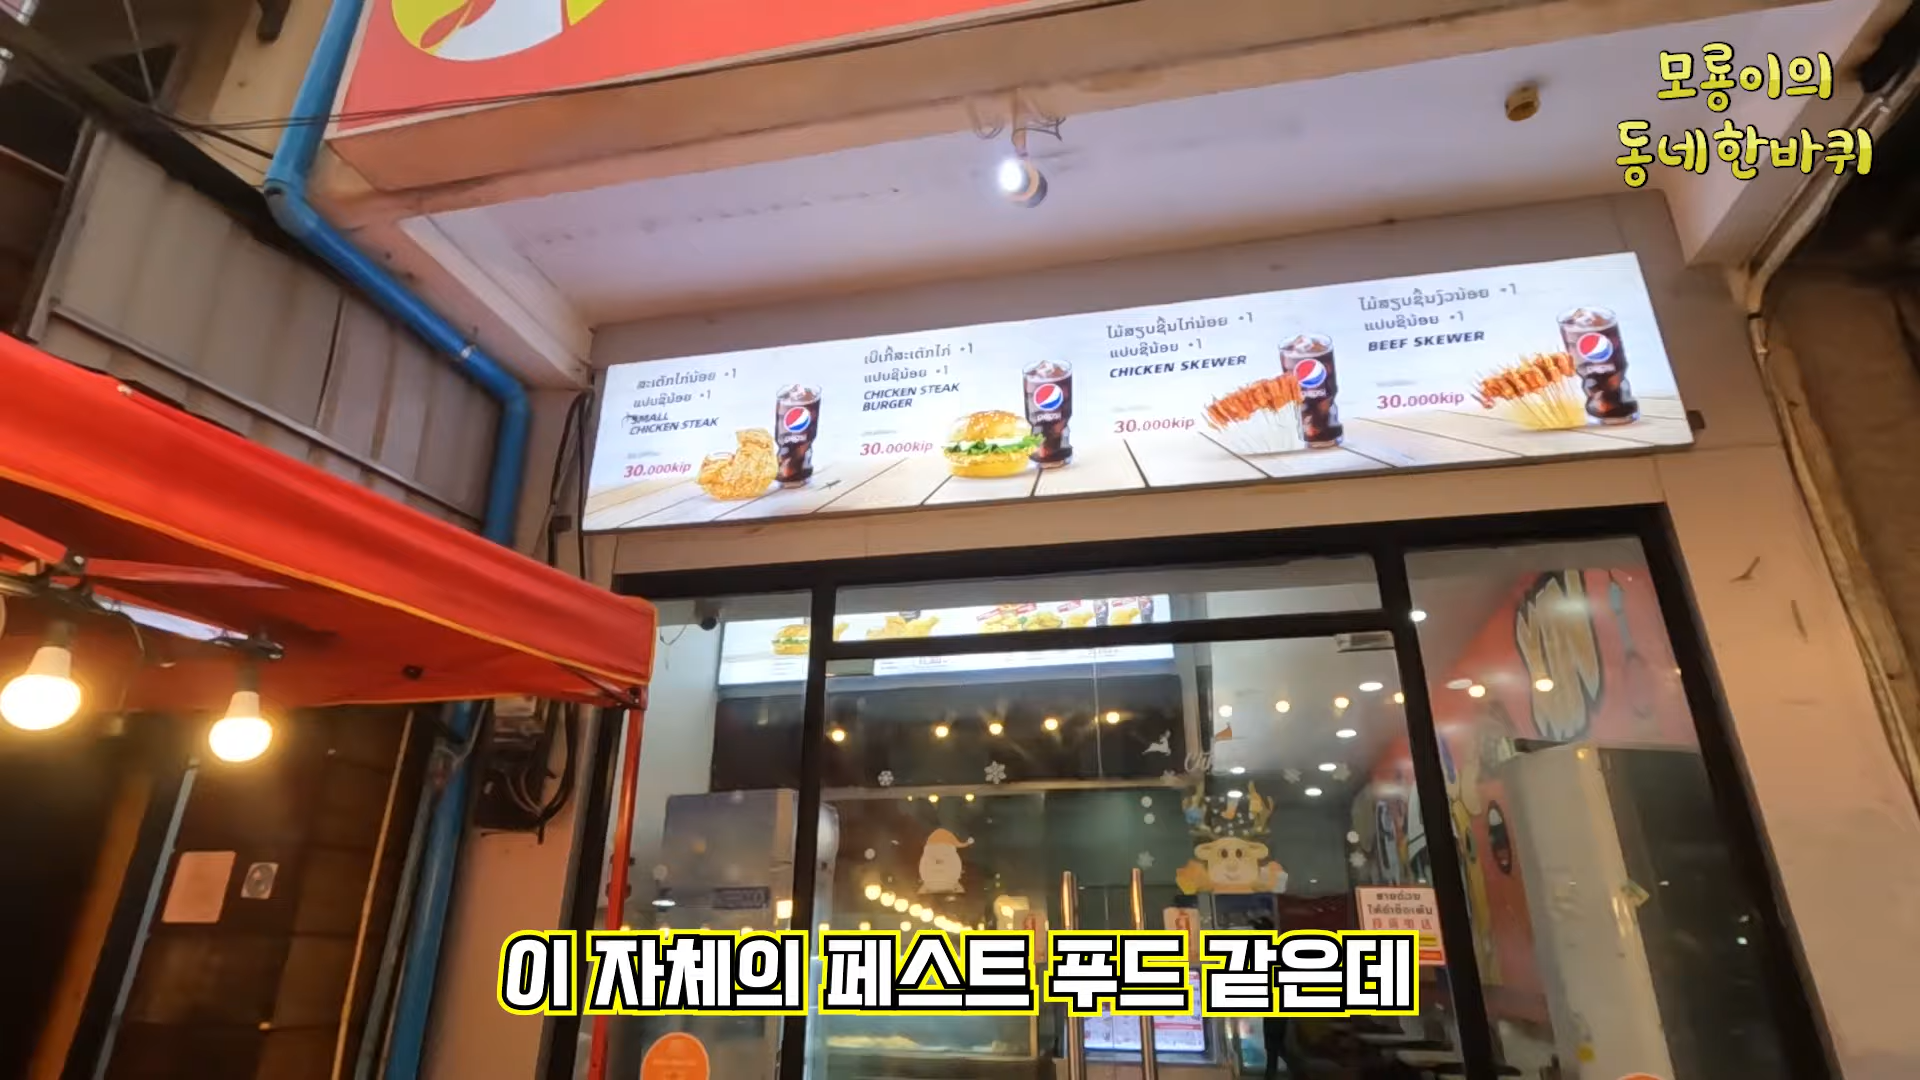 모룡이의
동네한바퀴
ສະເຕັກໄກ່ນ້ອຍ *1
ແປບຊີນ້ອຍ *1
SMALL
CHICKEN STEAK
30.000kip
ເບີເກີ້ສະເຕັກໄກ່ *1
ແປບຊີນ້ອຍ *1
CHICKEN STEAK
BURGER
30.000kip
ໄມ້ສຽບຊີ້ນໄກ່ນ້ອຍ *1
ແປບຊີນ້ອຍ *1
CHICKEN SKEWER
30.000kip
ໄມ້ສຽບຊີ້ນງົວນ້ອຍ *1
ແປບຊີນ້ອຍ *1
BEEF SKEWER
30.000kip
이 자체의 페스트 푸드 같은데